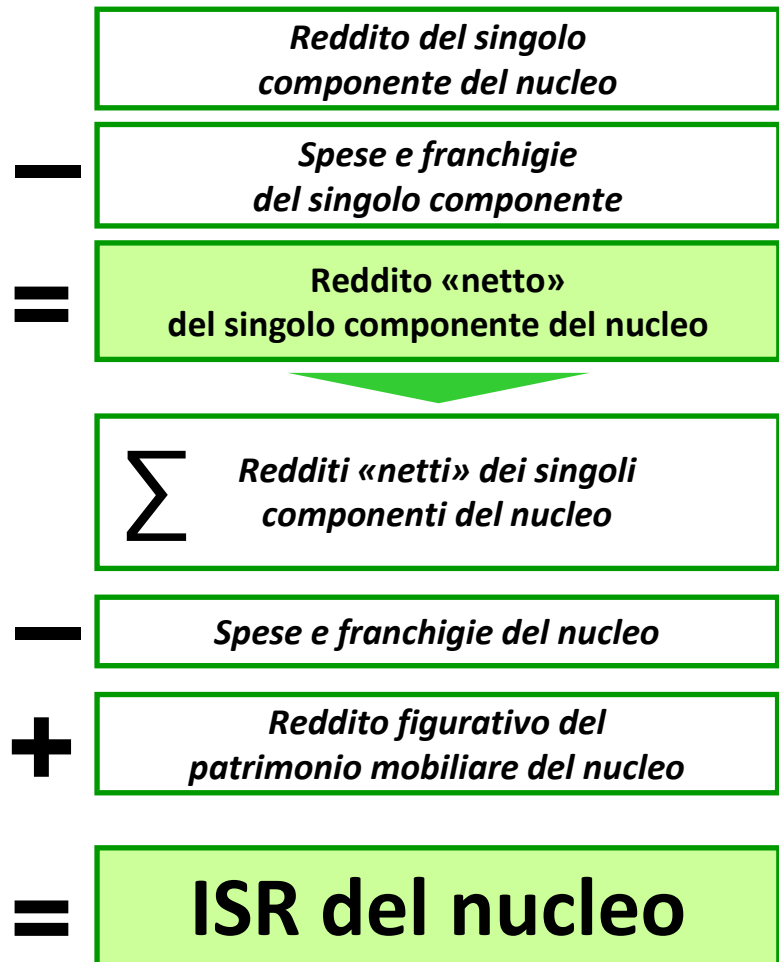 Reddito del singolo
componente del nucleo
–
Spese e franchigie
del singolo componente
=
Reddito «netto»
del singolo componente del nucleo
∑
Redditi «netti» dei singoli
componenti del nucleo
–
Spese e franchigie del nucleo
+
Reddito figurativo del
patrimonio mobiliare del nucleo
=
ISR del nucleo